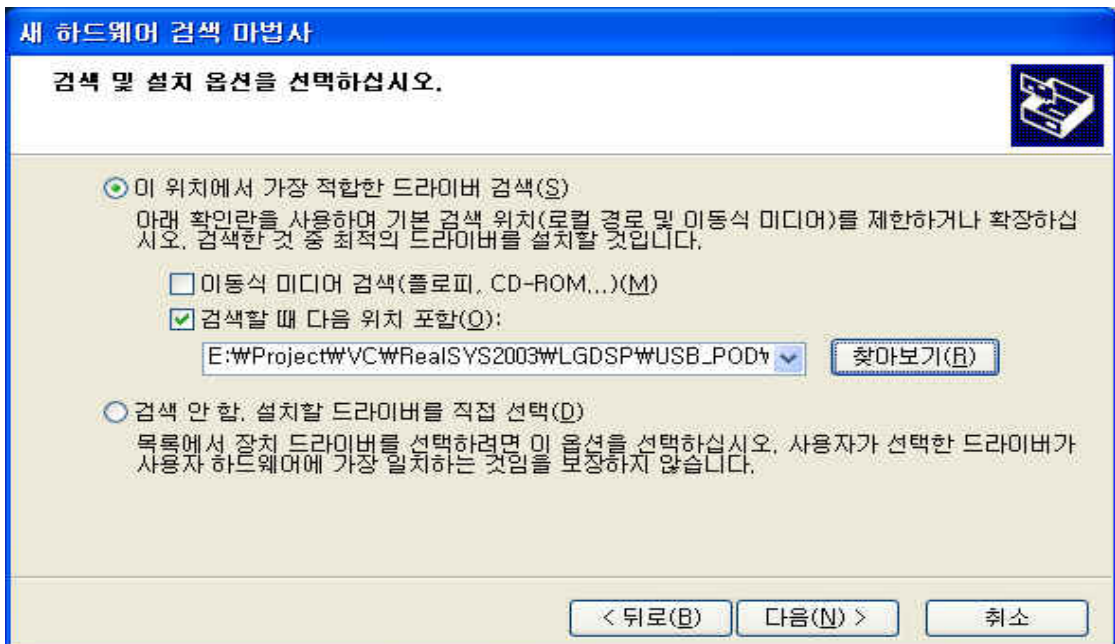 새 하드웨어 검색 마법사
검색 및 설치 옵션을 선택하십시오.
이 위치에서 가장 적합한 드라이버 검색(S)
아래 확인란을 사용하여 기본 검색 위치(로컬 경로 및 이동식 미디어)를 제한하거나 확장하십
시오. 검색한 것 중 최적의 드라이버를 설치할 것입니다.
이동식 미디어 검색(플로피, CD-ROM...)(M)
검색할 때 다음 위치 포함(O):
E:₩Project₩VC₩RealSYS2003₩LGDSP₩USB_POD₩
찾아보기(R)
검색 안 함. 설치할 드라이버를 직접 선택(D)
목록에서 장치 드라이버를 선택하려면 이 옵션을 선택하십시오. 사용자가 선택한 드라이버가
사용자 하드웨어에 가장 일치하는 것임을 보장하지 않습니다.
< 뒤로(B) 다음(N) > 취소